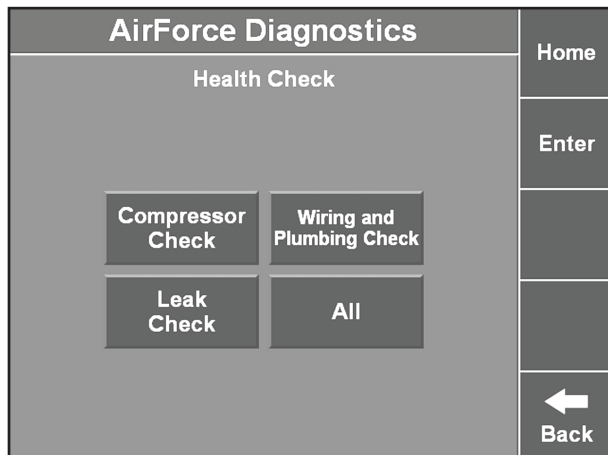 AirForce Diagnostics
Health Check
Compressor
Check
Wiring and
Plumbing Check
Leak
Check
All
Home
Enter
Back